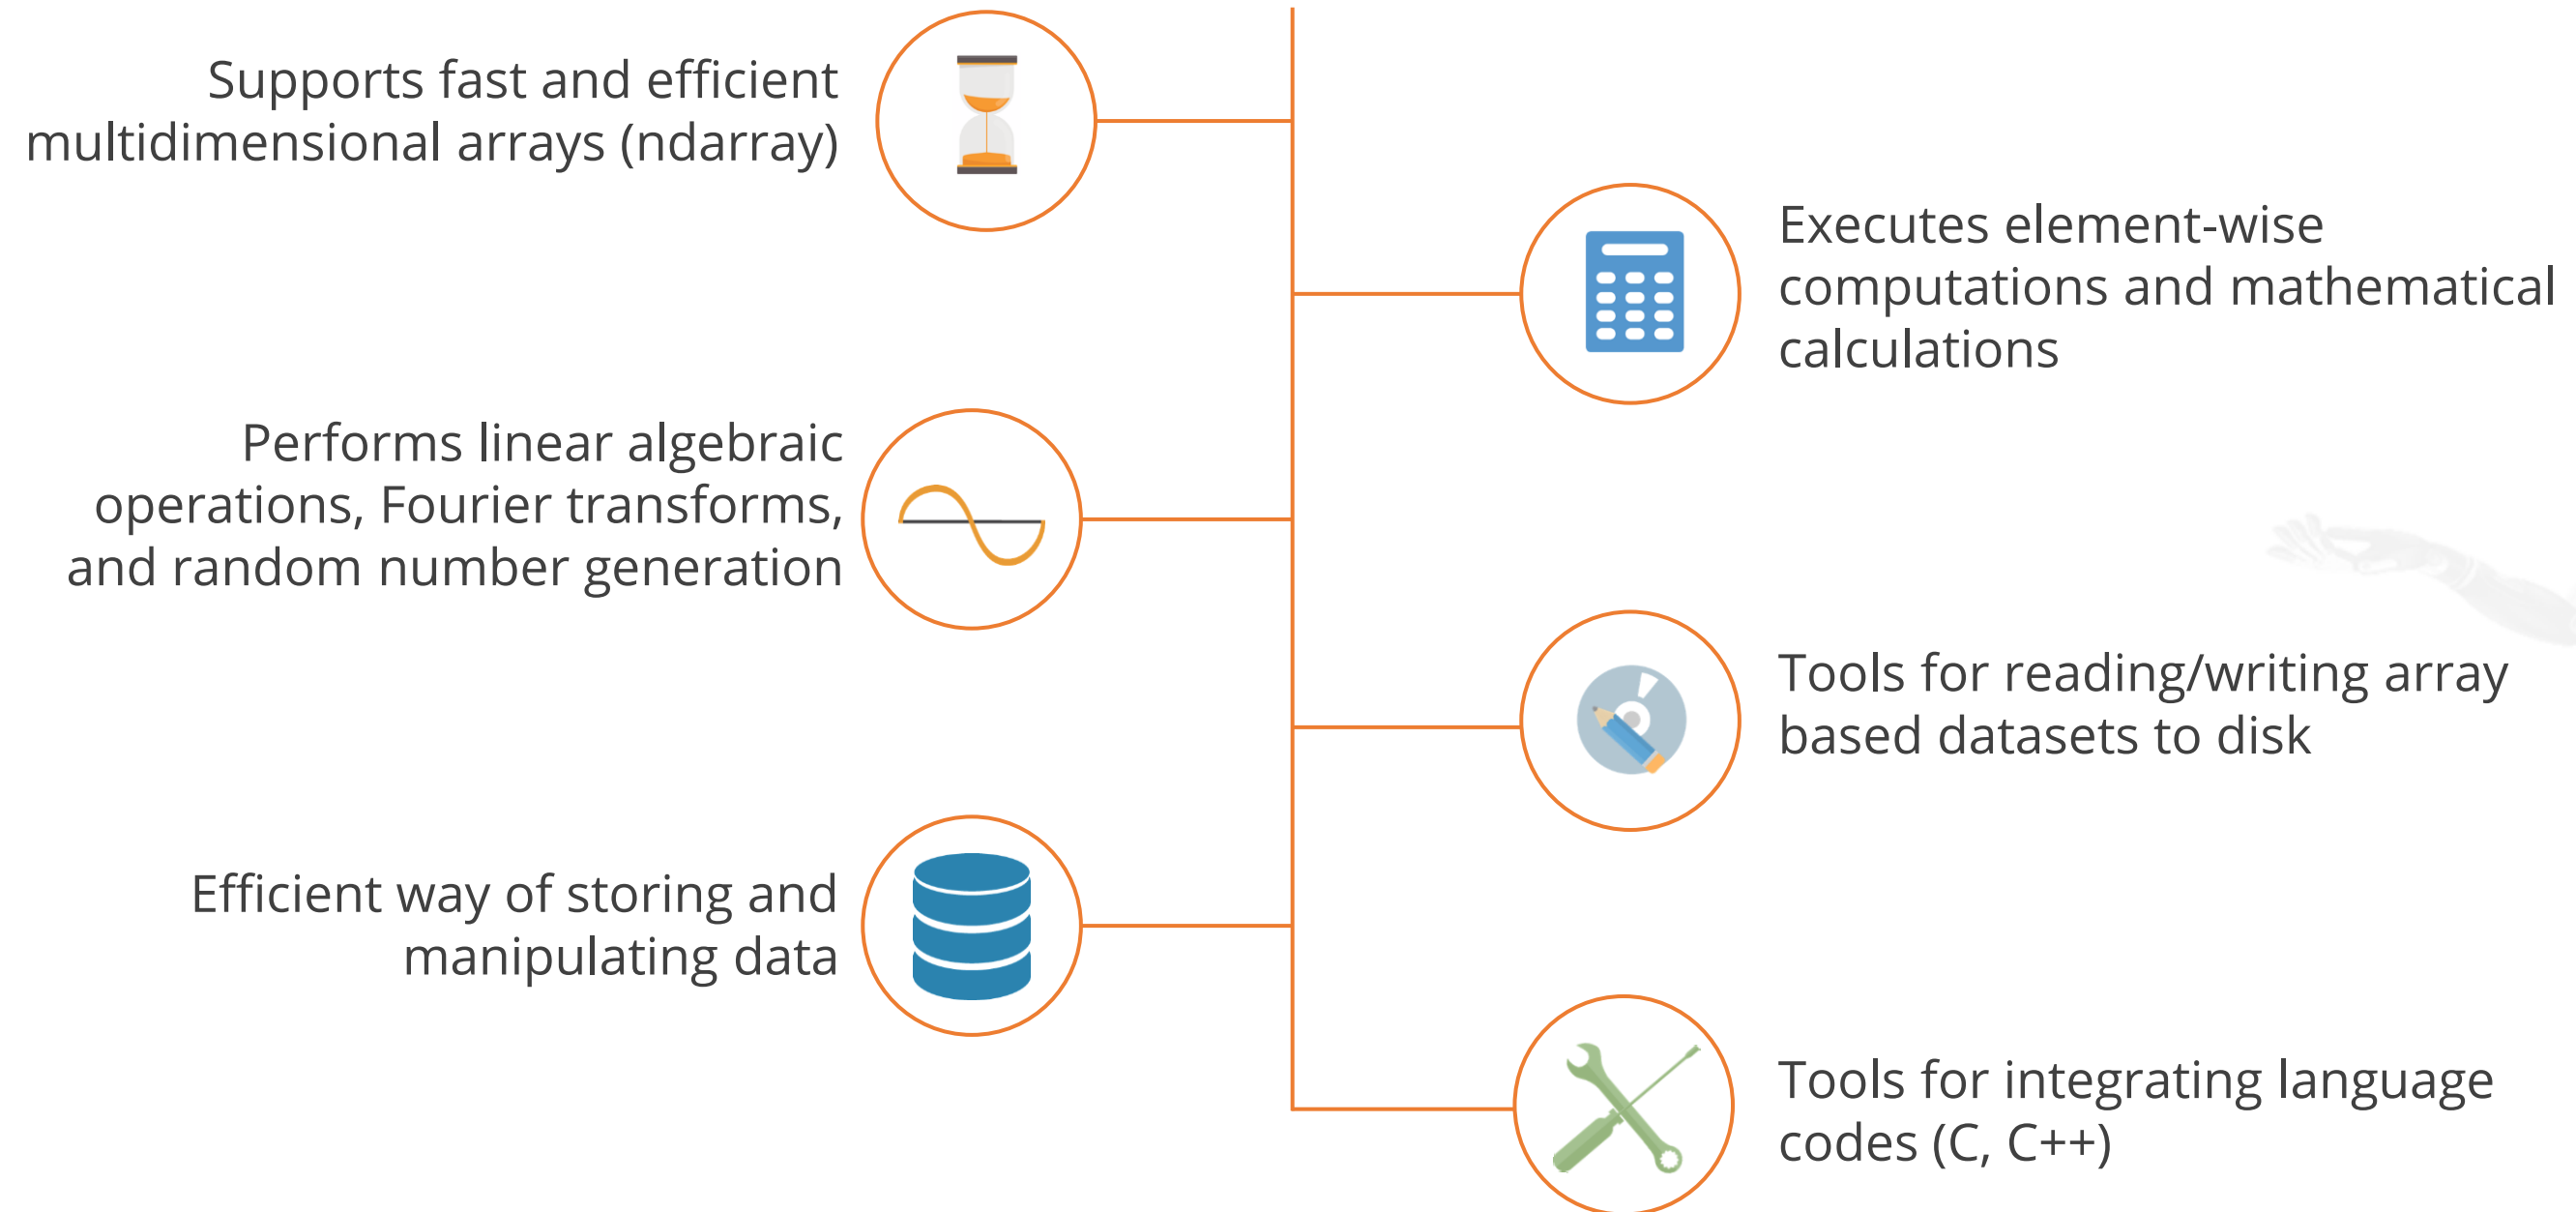 Supports fast and efficient
multidimensional arrays (ndarray)
Executes element-wise
computations and mathematical
calculations
Performs linear algebraic
operations, Fourier transforms,
and random number generation
Tools for reading/writing array
based datasets to disk
Efficient way of storing and
manipulating data
Tools for integrating language
codes (C, C++)